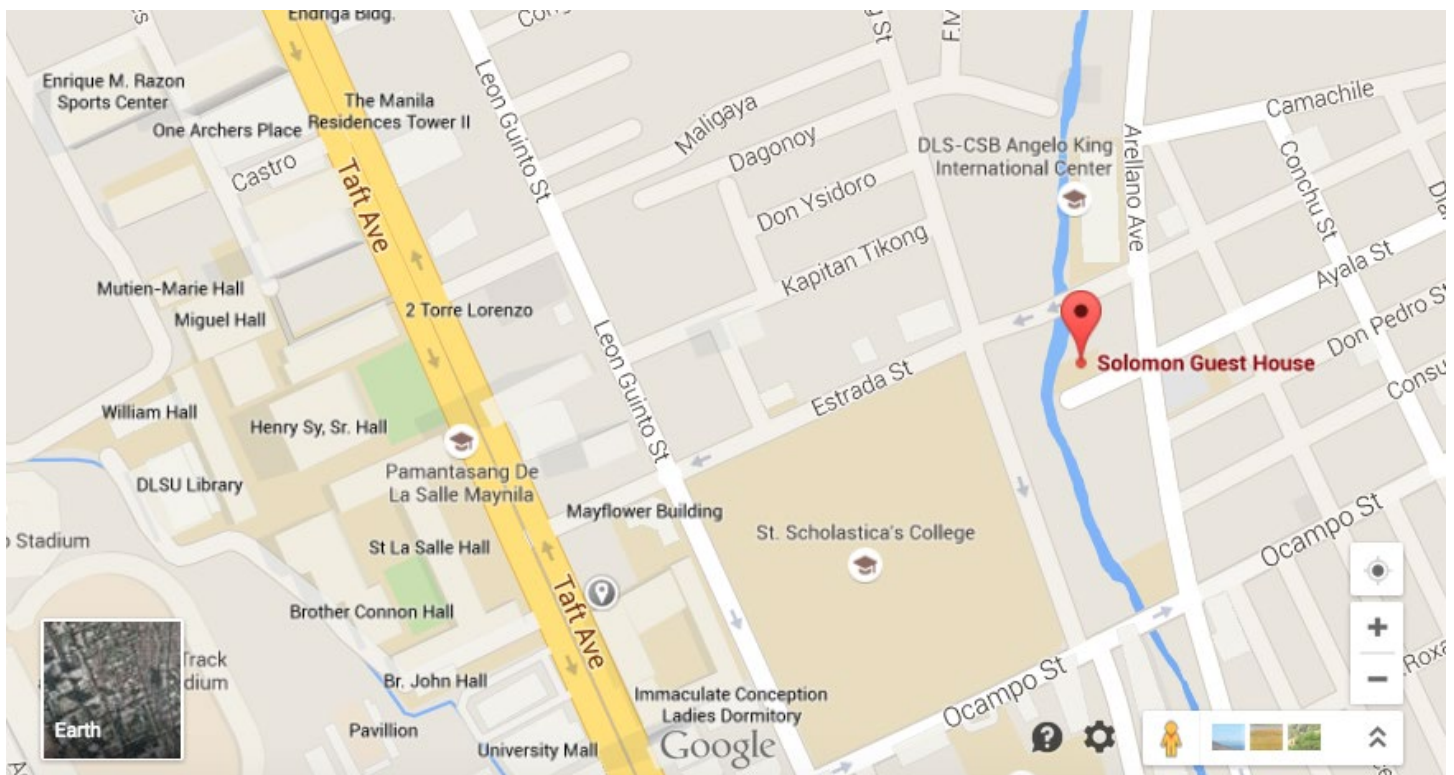 Endriga Bldg.
Enrique M. Razon
Sports Center
The Manila
Residences Tower II
One Archers Place
Castro
Taft Ave
Leon Guinto St
Maligaya
Dagonoy
Don Ysidoro
Kapitan Tikong
DLS-CSB Angelo King
International Center
Arellano Ave
Camachile
Conchu St
Ayala St
Don Pedro St
Mutien-Marie Hall
Miguel Hall
2 Torre Lorenzo
Leon Guinto St
Solomon Guest House
Estrada St
William Hall
Henry Sy, Sr. Hall
DLSU Library
Pamantasang De
La Salle Maynila
Mayflower Building
St. Scholastica's College
Ocampo St
Stadium
St La Salle Hall
Brother Connon Hall
Taft Ave
Track
Br. John Hall
Immaculate Conception
Ladies Dormitory
Ocampo St
Pavillion
University Mall
Google
Earth